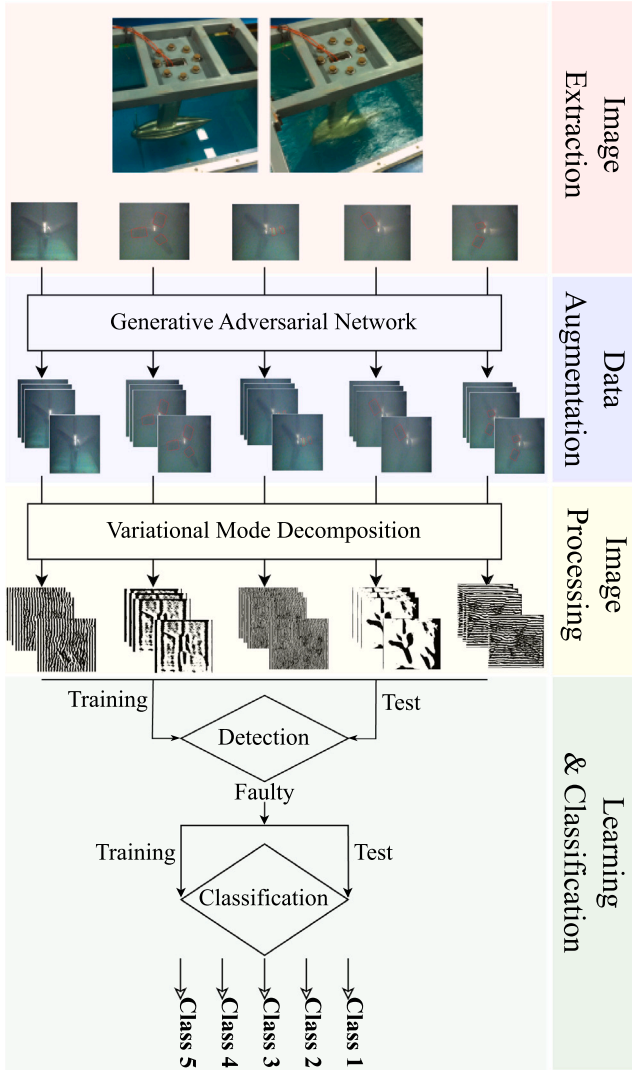 Image
Extraction
Generative Adversarial Network
Data
Augmentation
Variational Mode Decomposition
Image
Processing
Training
Test
Detection
Faulty
Training
Test
Classification
Learning
& Classification
Class 5
Class 4
Class 3
Class 2
Class 1